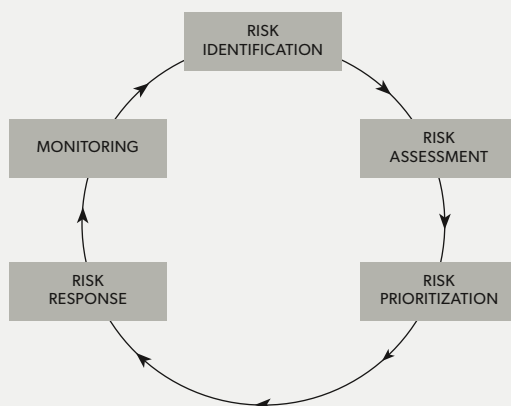 RISK
IDENTIFICATION
RISK
ASSESSMENT
RISK
PRIORITIZATION
RISK
RESPONSE
MONITORING